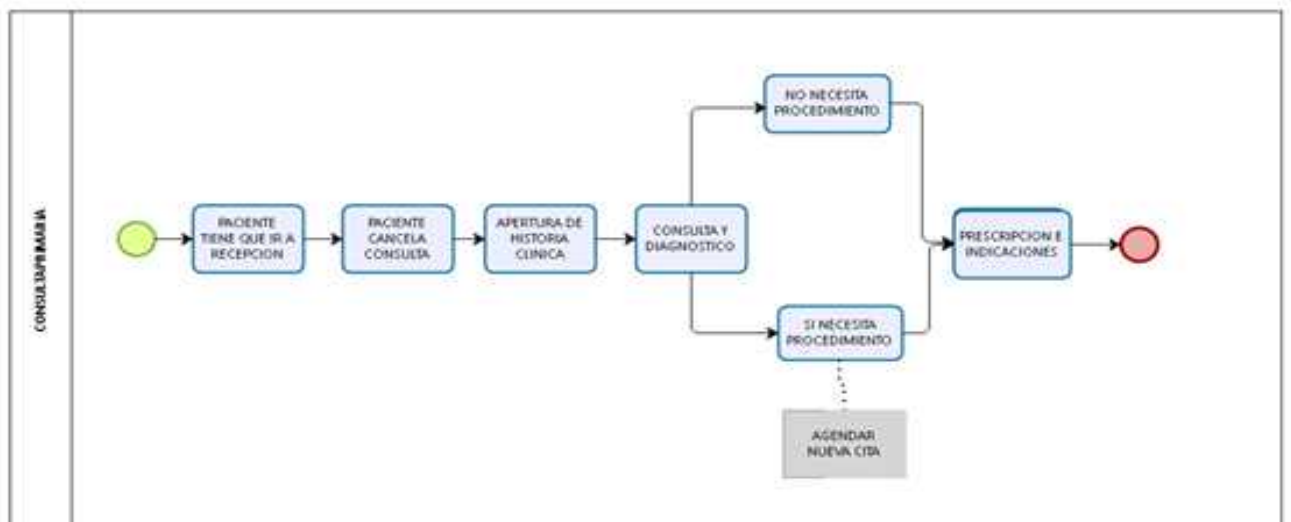 CONSULTA PRIMARIA
PACIENTE
TIENE QUE IR A
RECEPCION
PACIENTE
CANCELA
CONSULTA
APERTURA DE
HISTORIA
CLINICA
CONSULTA Y
DIAGNOSTICO
NO NECESITA
PROCEDIMIENTO
SI NECESITA
PROCEDIMIENTO
AGENDAR
NUEVA CITA
PRESCRIPCION E
INDICACIONES